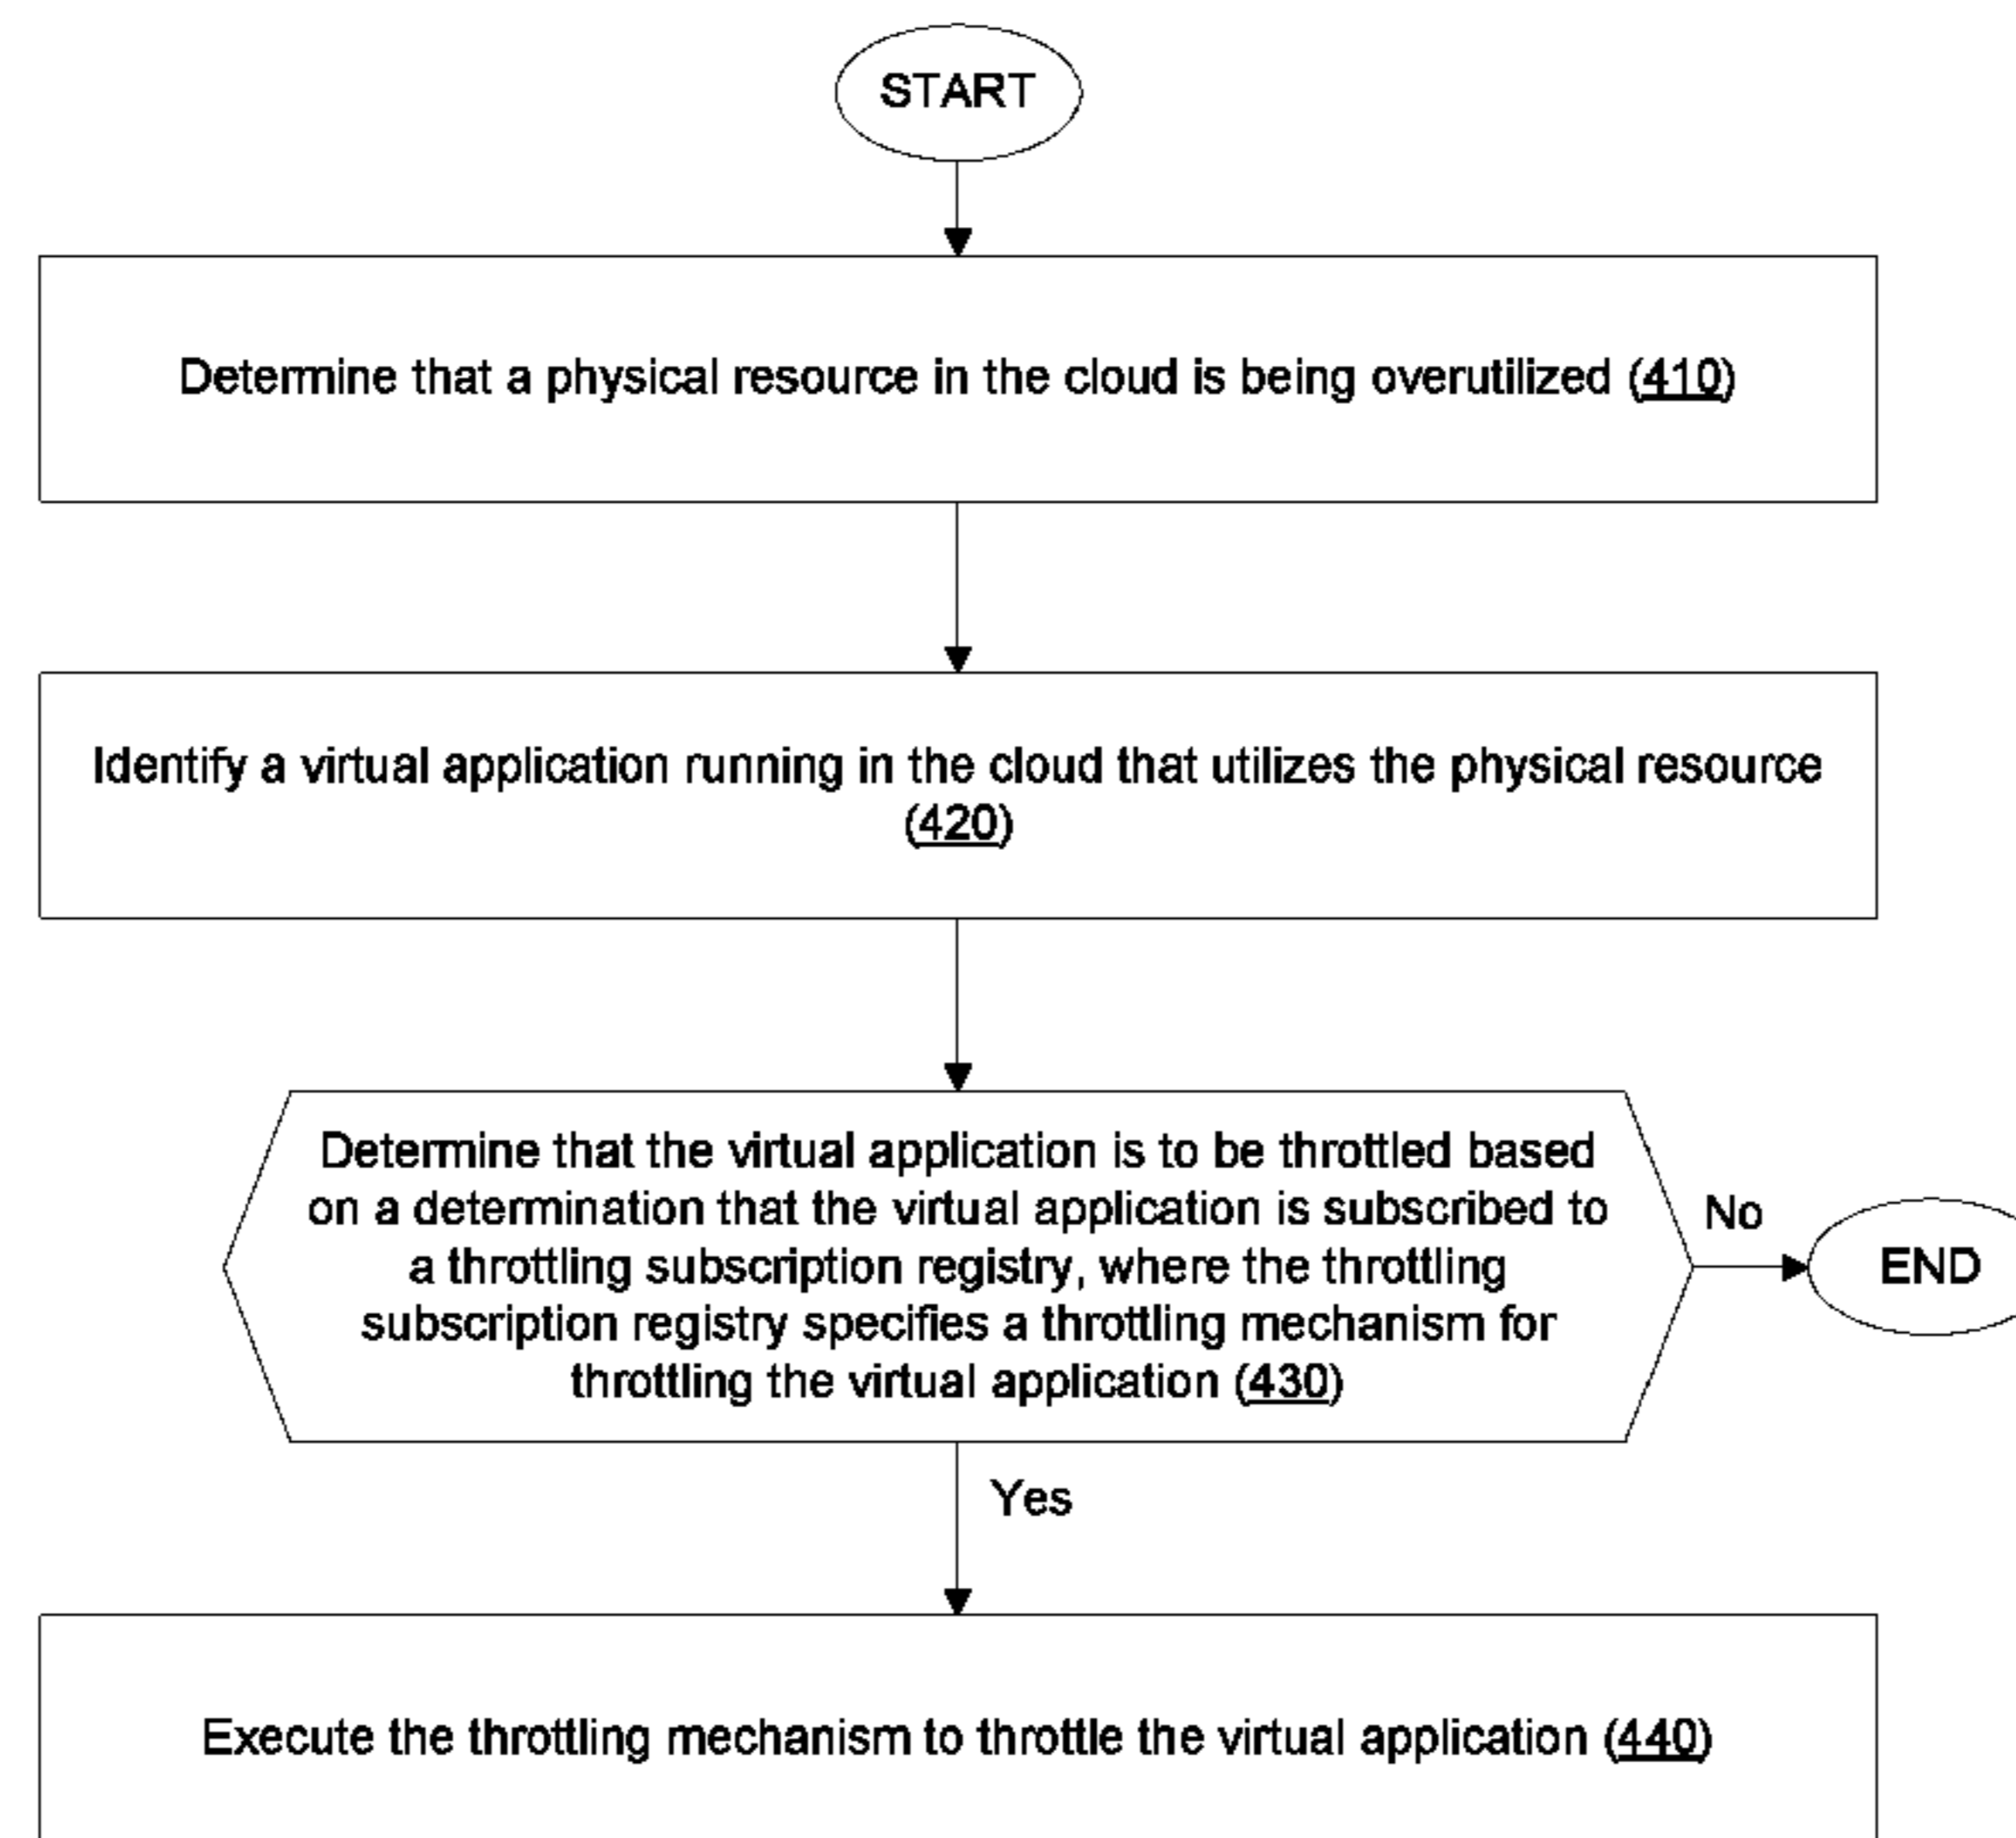 START
Determine that a physical resource in the cloud is being overutilized (410)
Identify a virtual application running in the cloud that utilizes the physical resource
(420)
Determine that the virtual application is to be throttled based
on a determination that the virtual application is subscribed to
a throttling subscription registry, where the throttling
subscription registry specifies a throttling mechanism for
throttling the virtual application (430)
No
END
Yes
Execute the throttling mechanism to throttle the virtual application (440)